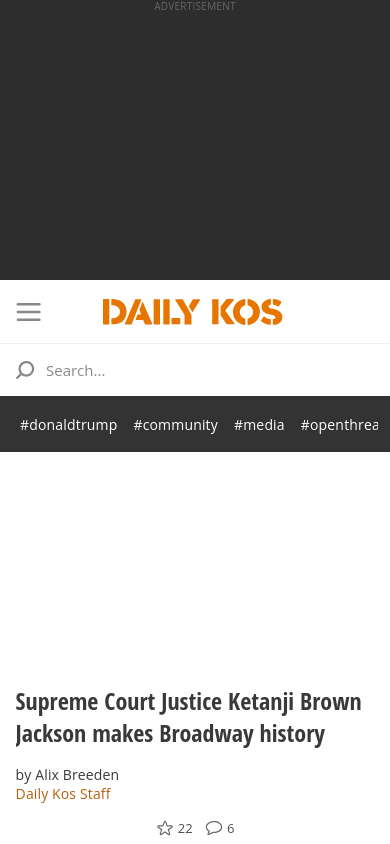 ADVERTISEMENT
DAILY KOS
Search...
#donaldtrump #community #media #openthrea
Supreme Court Justice Ketanji Brown
Jackson makes Broadway history
by Alix Breeden
Daily Kos Staff
22 6